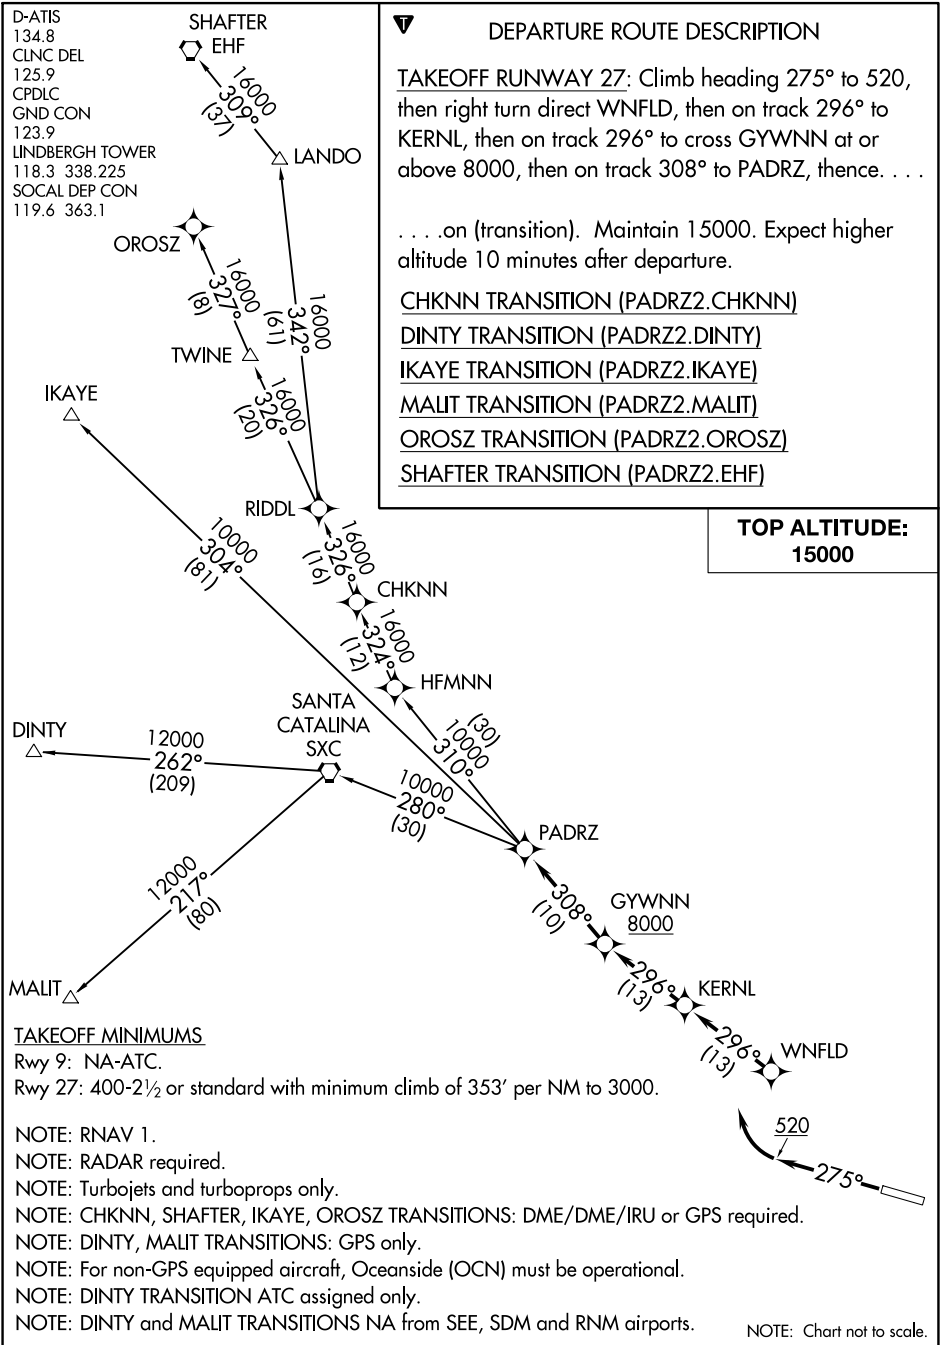 D-ATIS
134.8
CLNC DEL
125.9
CPDLC
GND CON
123.9
LINDBERGH TOWER
118.3 338.225
SOCAL DEP CON
119.6 363.1
SHAFTER
EHF
16000
309°
(37)
LANDO
OROSZ
16000
327°
(8)
16000
342°
(61)
TWINE
16000
326°
(20)
IKAYE
RIDDL
10000
304°
(81)
16000
326°
(16)
CHKNN
16000
324°
(12)
HFMNN
SANTA
CATALINA
SXC
(30)
10000
310°
DINTY
12000
262°
(209)
10000
280°
(30)
PADRZ
12000
217°
(80)
308°
(10)
GYWNN
8000
296°
(13)
KERNL
MALIT
296°
(13)
WNFLD
520
275°
T
DEPARTURE ROUTE DESCRIPTION
TAKEOFF RUNWAY 27: Climb heading 275° to 520,
then right turn direct WNFLD, then on track 296° to
KERNL, then on track 296° to cross GYWNN at or
above 8000, then on track 308° to PADRZ, thence. . . .
. . . .on (transition). Maintain 15000. Expect higher
altitude 10 minutes after departure.
CHKNN TRANSITION (PADRZ2.CHKNN)
DINTY TRANSITION (PADRZ2.DINTY)
IKAYE TRANSITION (PADRZ2.IKAYE)
MALIT TRANSITION (PADRZ2.MALIT)
OROSZ TRANSITION (PADRZ2.OROSZ)
SHAFTER TRANSITION (PADRZ2.EHF)
TOP ALTITUDE:
15000
TAKEOFF MINIMUMS
Rwy 9: NA-ATC.
Rwy 27: 400-2½ or standard with minimum climb of 353' per NM to 3000.
NOTE: RNAV 1.
NOTE: RADAR required.
NOTE: Turbojets and turboprops only.
NOTE: CHKNN, SHAFTER, IKAYE, OROSZ TRANSITIONS: DME/DME/IRU or GPS required.
NOTE: DINTY, MALIT TRANSITIONS: GPS only.
NOTE: For non-GPS equipped aircraft, Oceanside (OCN) must be operational.
NOTE: DINTY TRANSITION ATC assigned only.
NOTE: DINTY and MALIT TRANSITIONS NA from SEE, SDM and RNM airports.
NOTE: Chart not to scale.